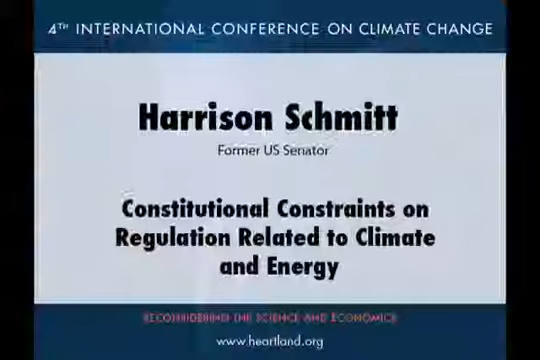 4TH INTERNATIONAL CONFERENCE ON CLIMATE CHANGE
Harrison Schmitt
Former US Senator
Constitutional Constraints on
Regulation Related to Climate
and Energy
RECONSIDERING THE SCIENCE AND ECONOMICS
www.heartland.org